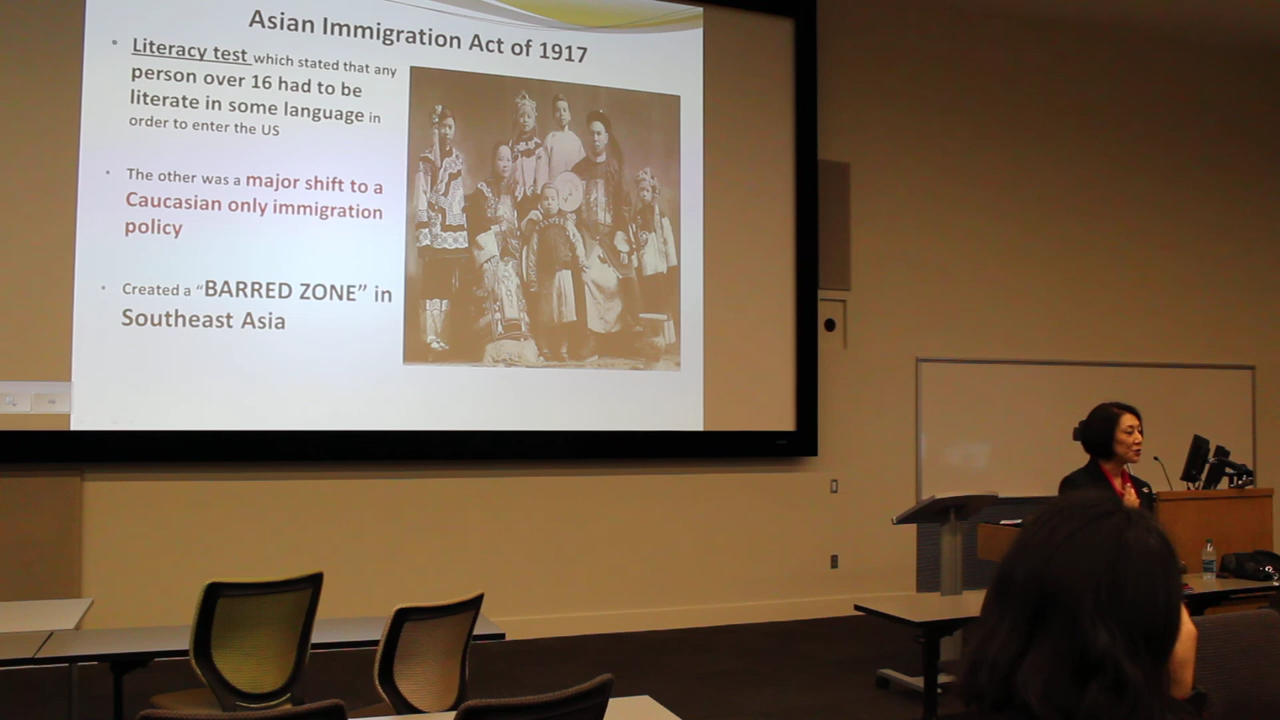 Asian Immigration Act of 1917
• Literacy test which stated that any
person over 16 had to be
literate in some language in
order to enter the US
• The other was a major shift to a
Caucasian only immigration
policy
• Created a “BARRED ZONE” in
Southeast Asia